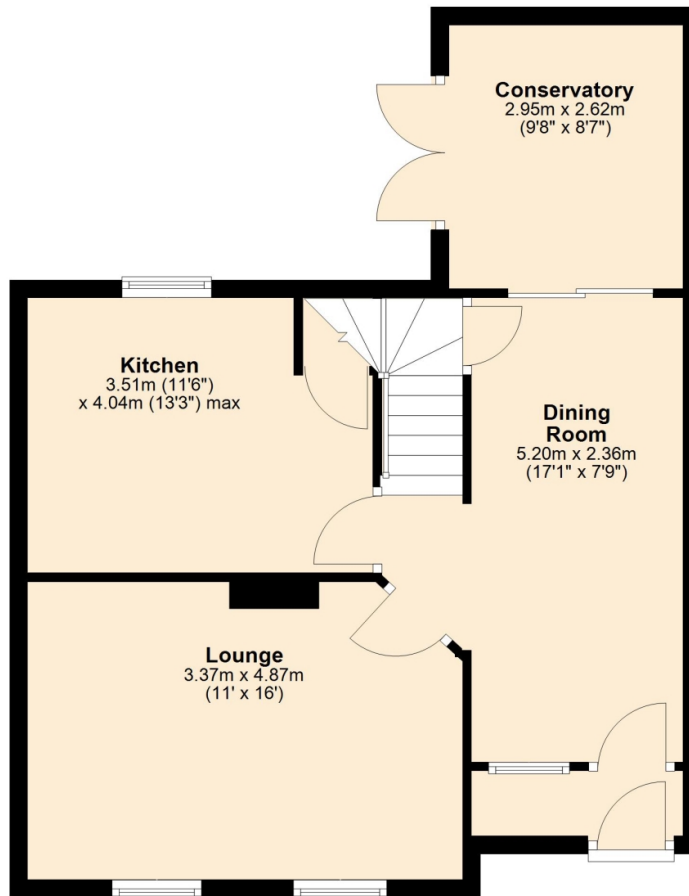 Conservatory
2.95m x 2.62m
(9'8" x 8'7")
Kitchen
3.51m (11'6")
x 4.04m (13'3") max
Dining
Room
5.20m x 2.36m
(17'1" x 7'9")
Lounge
3.37m x 4.87m
(11' x 16')